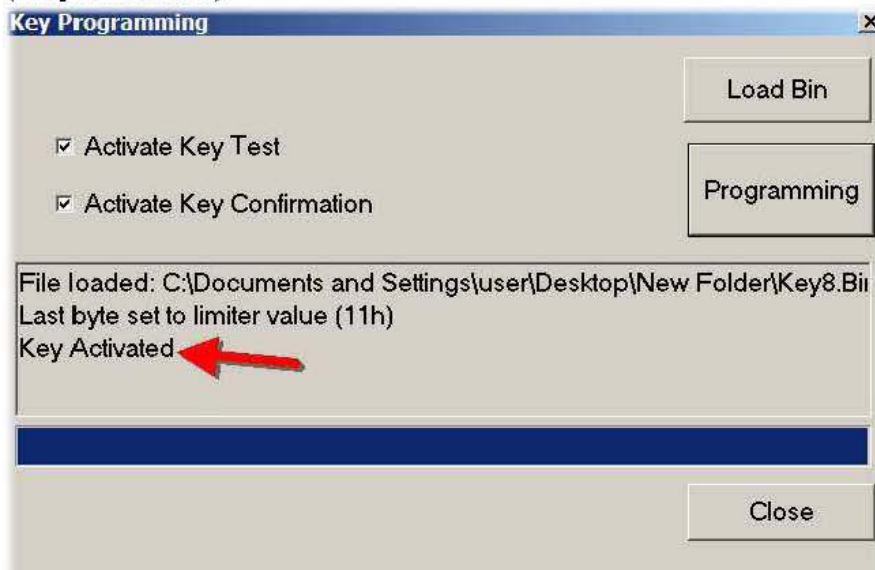 Key Programming
Load Bin
Activate Key Test
Programming
Activate Key Confirmation
File loaded: C:\Documents and Settings\user\Desktop\New Folder\Key8.Bin
Last byte set to limiter value (11h)
Key Activated
Close